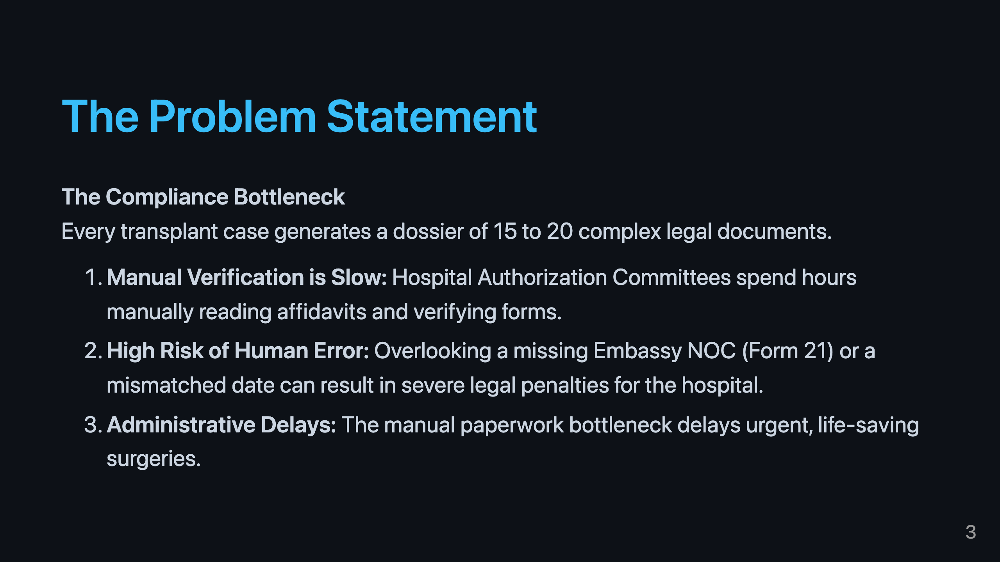 The Problem Statement
The Compliance Bottleneck
Every transplant case generates a dossier of 15 to 20 complex legal documents.
1. Manual Verification is Slow: Hospital Authorization Committees spend hours
manually reading affidavits and verifying forms.
2. High Risk of Human Error: Overlooking a missing Embassy NOC (Form 21) or a
mismatched date can result in severe legal penalties for the hospital.
3. Administrative Delays: The manual paperwork bottleneck delays urgent, life-saving
surgeries.
3